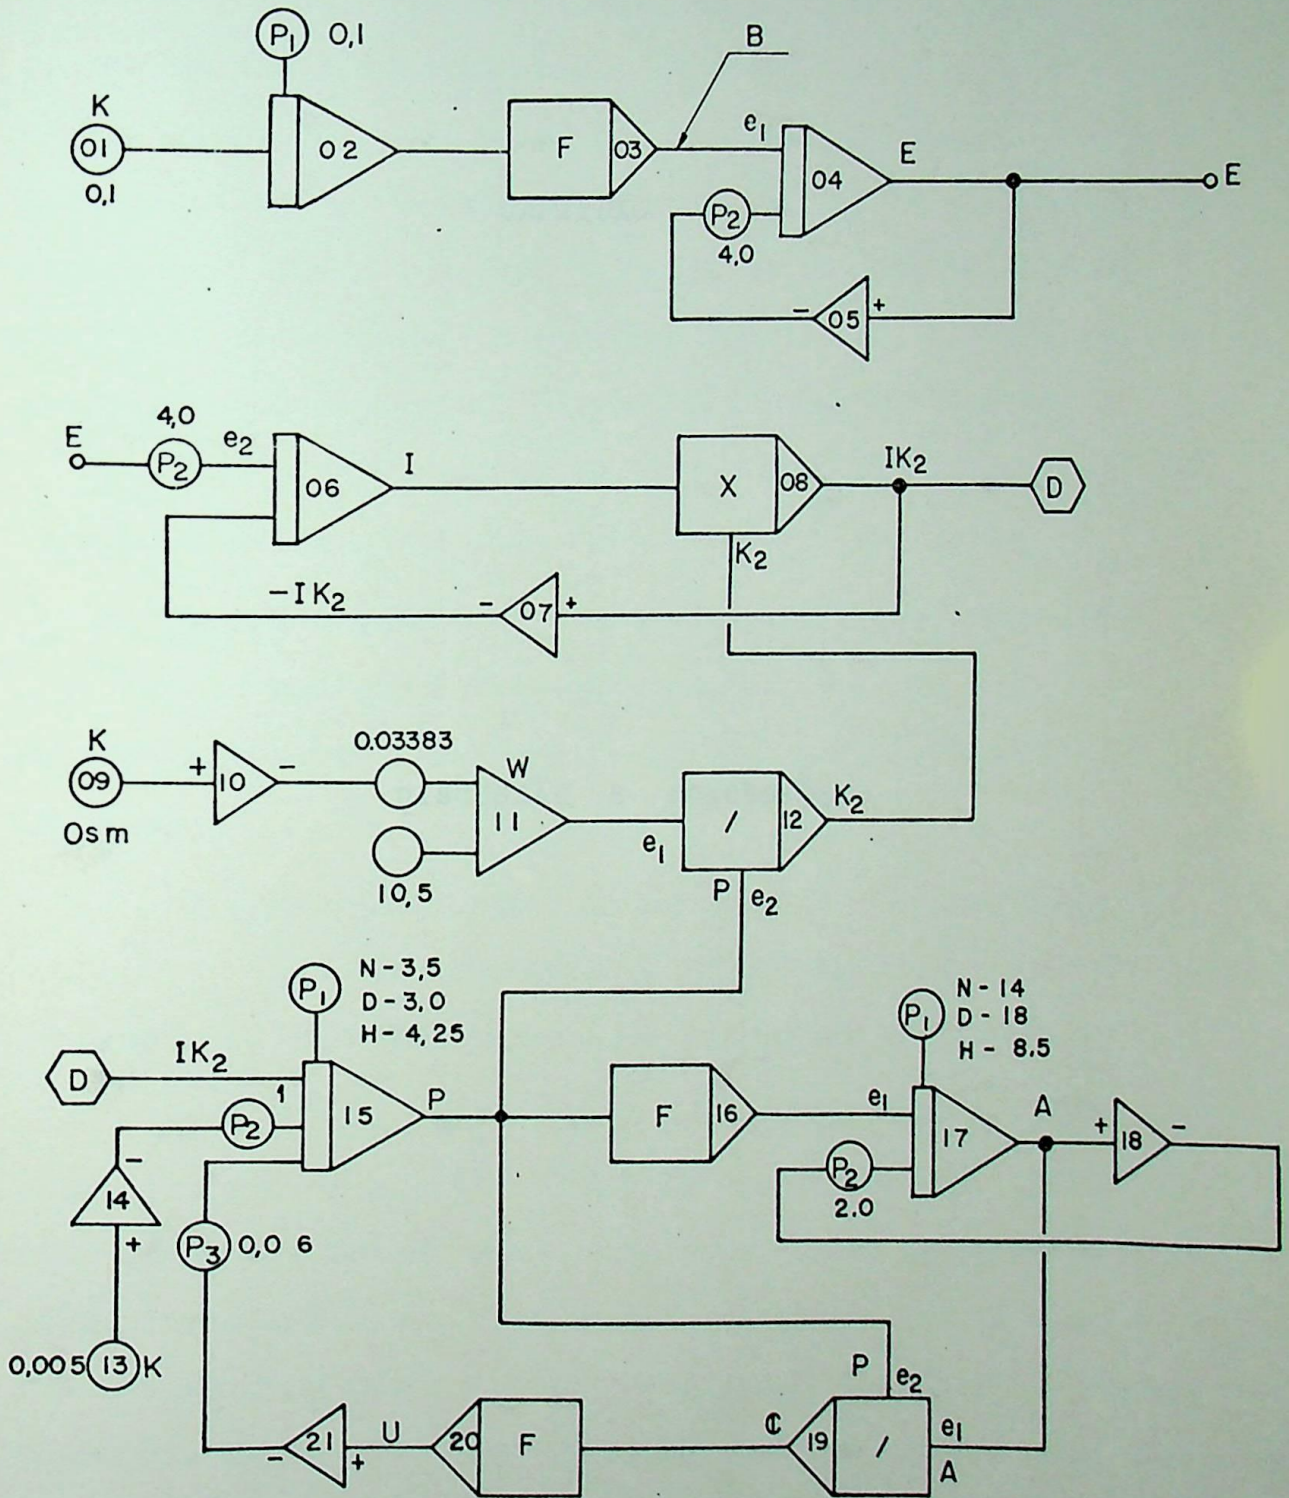 P1 0,1
B
K
01
0,1
02
F 03
e1
04
E
E
P2
4,0
- 05 +
4,0
E
P2
e2
06
I
X 08
IK2
D
K2
-IK2
- 07 +
K
09
Osm
+ 10 -
0.03383
W
11
10,5
e1
/ 12
K2
P e2
P1
N-3,5
D-3,0
H-4,25
P1
N-14
D-18
H-8.5
D
IK2
1
P2
15
P
F 16
e1
17
A
+ 18 -
P2
2.0
-
14
+
P3 0,06
0,005 13 K
P e2
- 21 +
U
20 F
C
19 /
e1
A